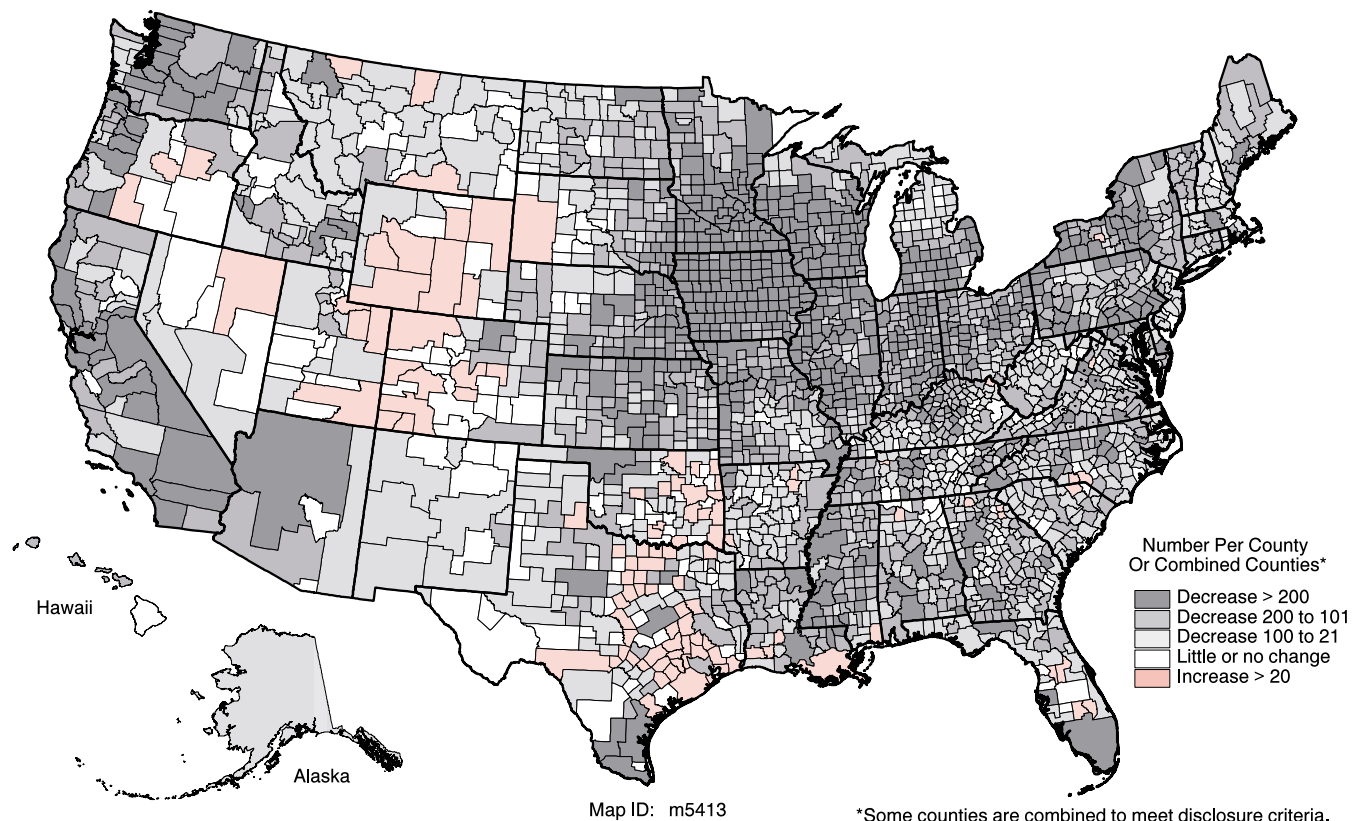 Number Per County
Or Combined Counties*
Decrease > 200
Decrease 200 to 101
Decrease 100 to 21
Little or no change
Increase > 20
Hawaii
Alaska
Map ID: m5413
*Some counties are combined to meet disclosure criteria.